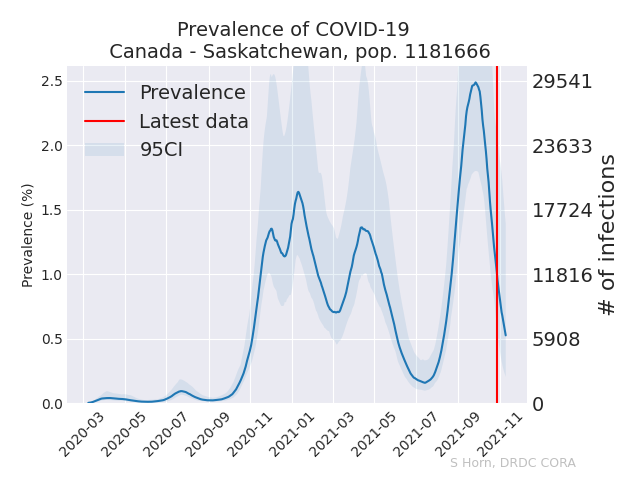 Prevalence of COVID-19
Canada - Saskatchewan, pop. 1181666
Prevalence (%)
2.5
2.0
1.5
1.0
0.5
0.0
Prevalence
Latest data
95CI
29541
23633
17724
11816
5908
0
# of infections
2020-03
2020-05
2020-07
2020-09
2020-11
2021-01
2021-03
2021-05
2021-07
2021-09
2021-11
S Horn, DRDC CORA